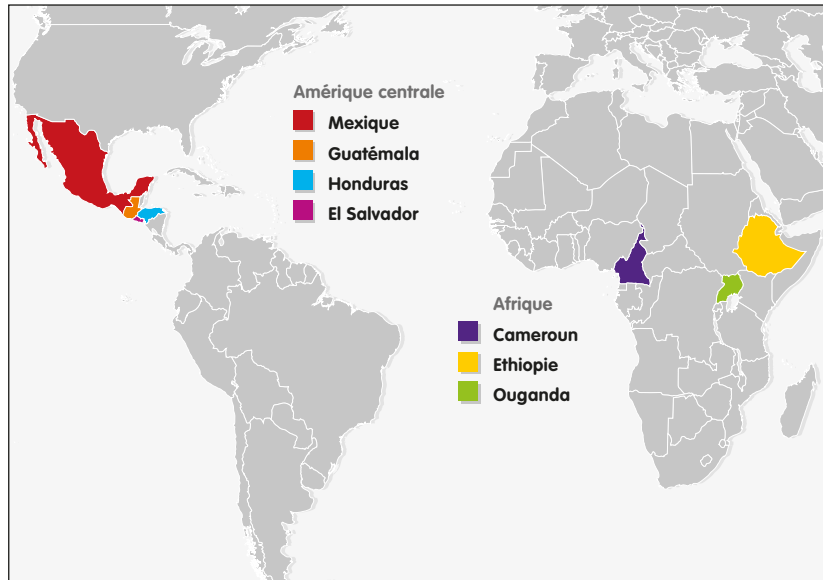 Amérique centrale
Mexique
Guatémala
Honduras
El Salvador
Afrique
Cameroun
Ethiopie
Ouganda